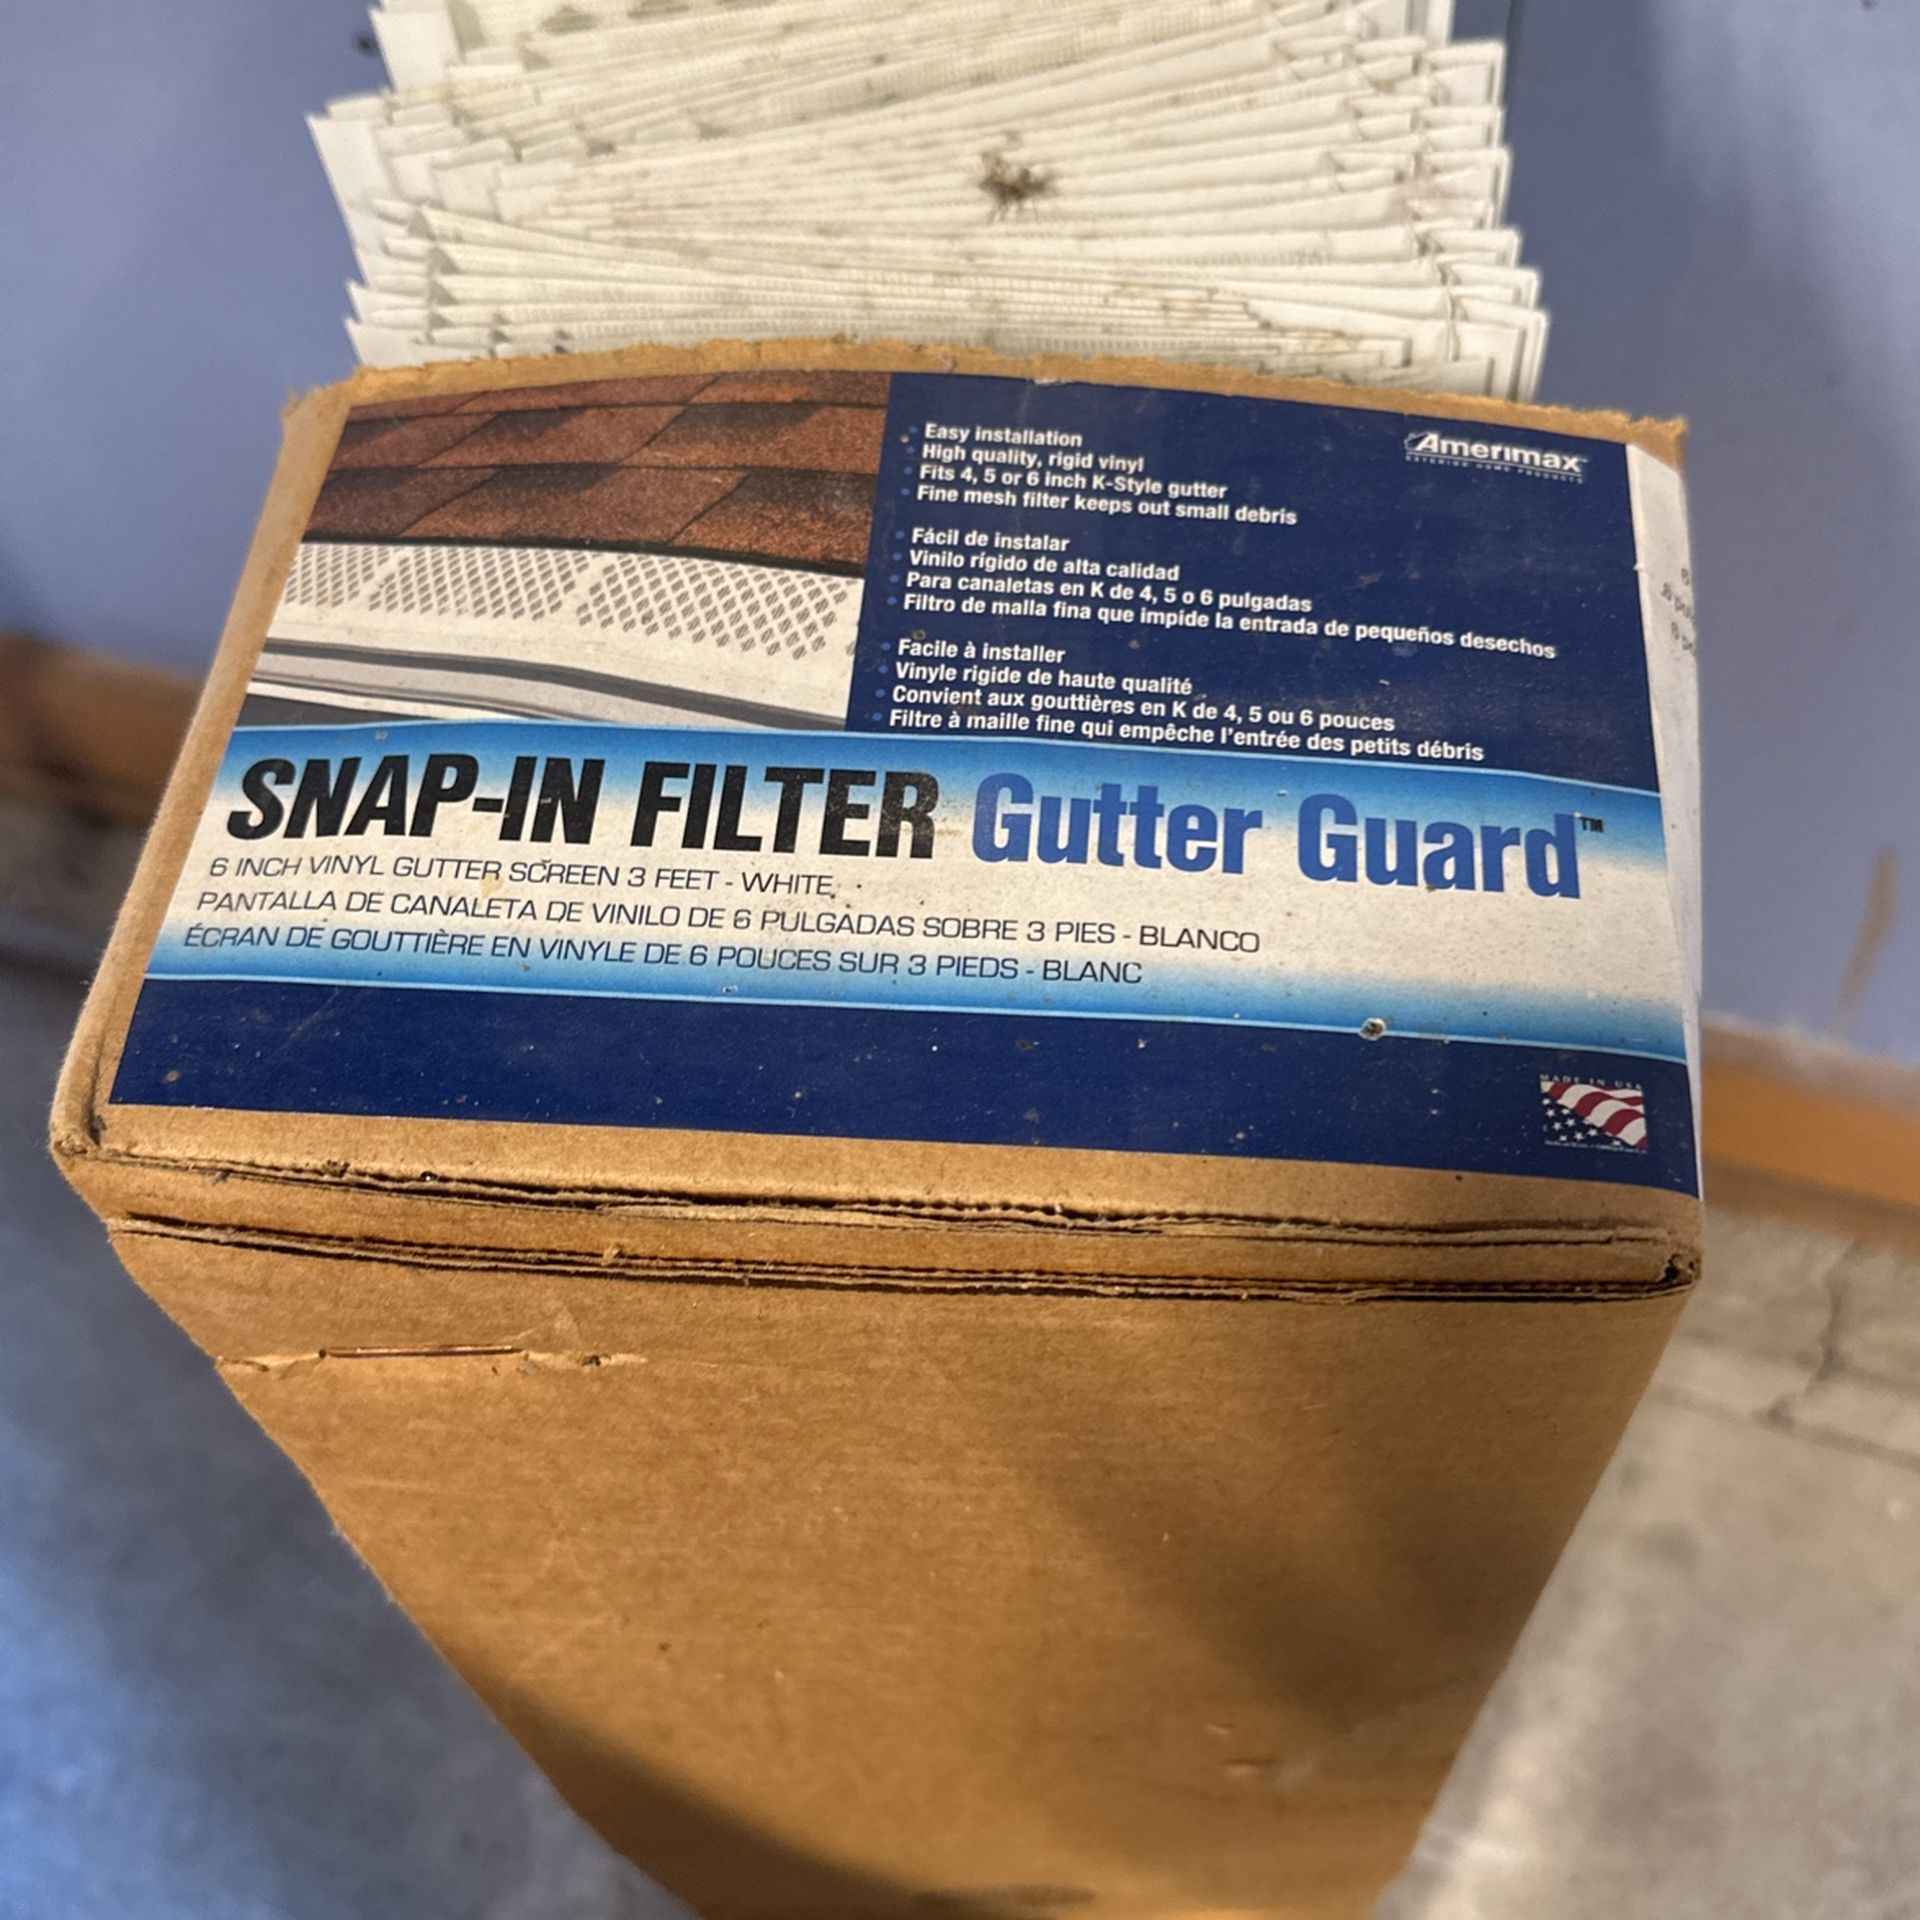 Easy installation
High quality, rigid vinyl
Fits 4, 5 or 6 inch K-Style gutter
Fine mesh filter keeps out small debris
Amerimax™
EXTERIOR HOME PRODUCTS
Fácil de instalar
Vinilo rígido de alta calidad
Para canaletas en K de 4, 5 o 6 pulgadas
Filtro de malla fina que impide la entrada de pequeños desechos
Facile à installer
Vinyle rigide de haute qualité
Convient aux gouttières en K de 4, 5 ou 6 pouces
Filtre à maille fine qui empêche l'entrée des petits débris
SNAP-IN FILTER Gutter Guard™
6 INCH VINYL GUTTER SCREEN 3 FEET - WHITE
PANTALLA DE CANALETA DE VINILO DE 6 PULGADAS SOBRE 3 PIES - BLANCO
ÉCRAN DE GOUTTIÈRE EN VINYLE DE 6 POUCES SUR 3 PIEDS - BLANC
MADE IN USA